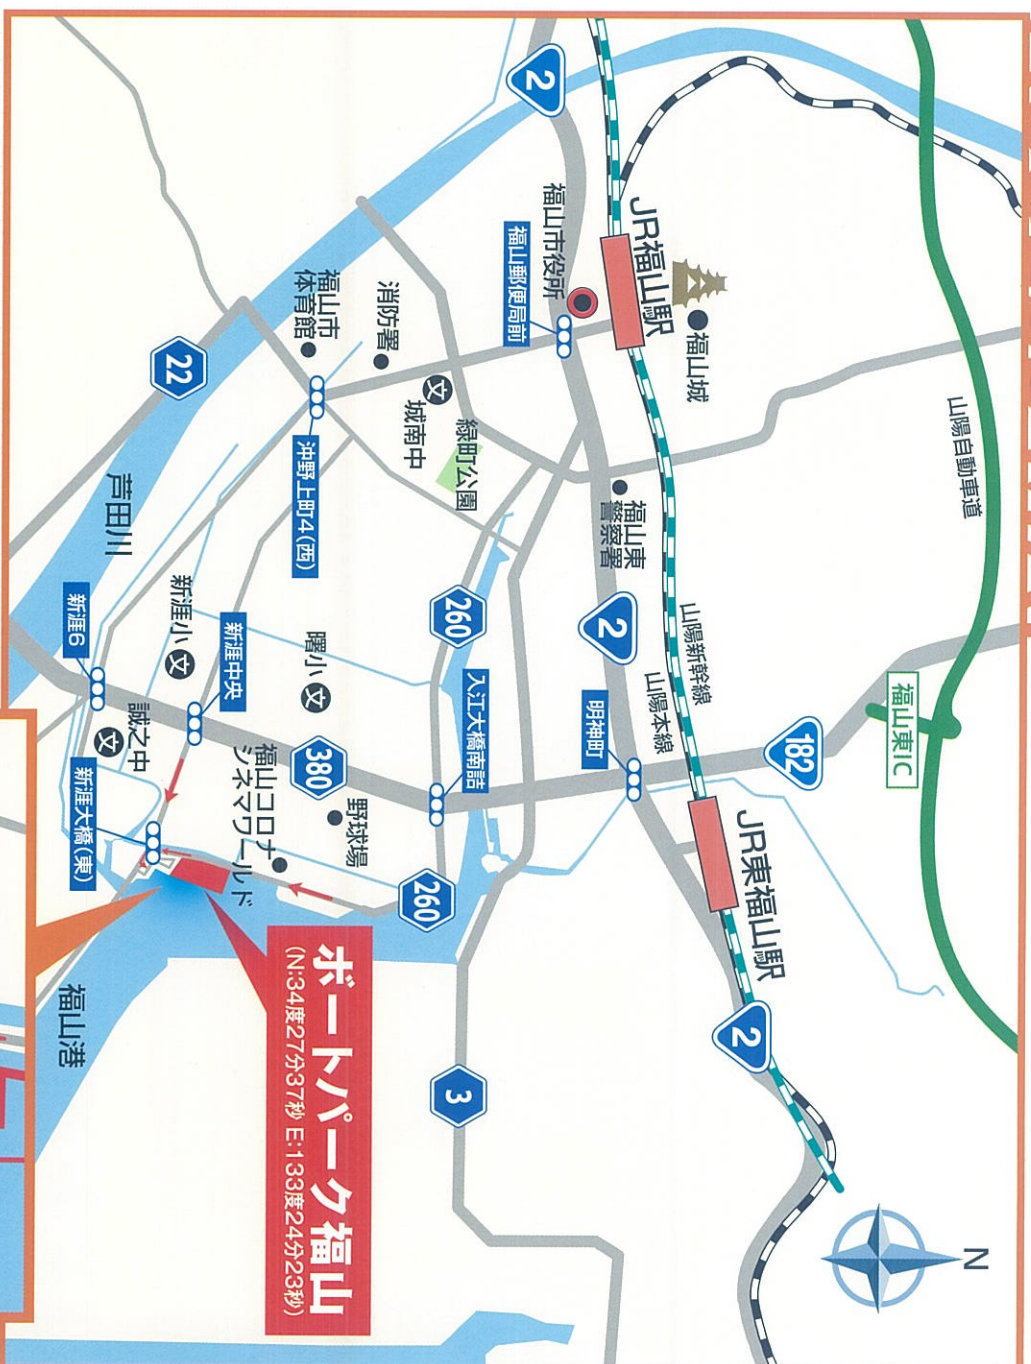 山陽自動車道
福山東IC
N
福山城
JR福山駅
山陽新幹線
山陽本線
182
JR東福山駅
2
福山市役所
福山郵便局前
福山東
警察署
2
明神町
2
消防署
城南中
文
緑町公園
260
入江大橋南詰
260
3
福山市
体育館
沖野上町4(西)
曙小
文
380
野球場
福山コロナ
シネマワールド
ボートパーク福山
(N:34度27分37秒 E:133度24分23秒)
22
芦田川
新涯小
文
新涯中央
新涯6
誠之中
文
新涯大橋(東)
福山港